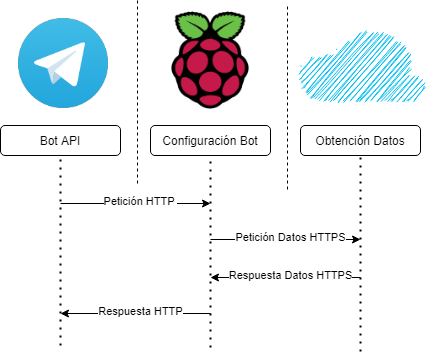 Bot API
Configuración Bot
Obtención Datos
Petición HTTP
Petición Datos HTTPS
Respuesta Datos HTTPS
Respuesta HTTP